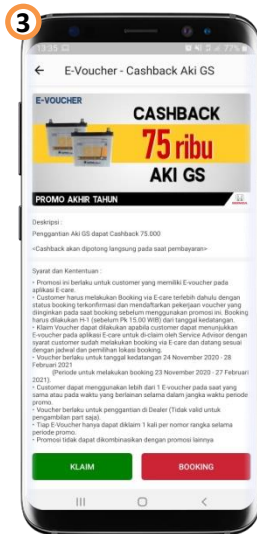 3
13:35
77%
← E-Voucher - Cashback Aki GS
E-VOUCHER
CASHBACK
75 ribu
AKI GS
PROMO AKHIR TAHUN
Deskripsi :
Penggantian Aki GS dapat Cashback 75.000
<Cashback akan dipotong langsung pada saat pembayaran>
Syarat dan Kententuan :
- Promosi ini berlaku untuk customer yang memiliki E-voucher pada
aplikasi E-care.
- Customer harus melakukan Booking via E-care terlebih dahulu dengan
status booking terkonfirmasi dan mendaftarkan pekerjaan voucher yang
diinginkan pada saat booking sebelum menggunakan promosi ini. Booking
harus dilakukan H-1 (sebelum Pk 15.00 WIB) dari tanggal kedatangan.
- Klaim Voucher dapat dilakukan apabila customer dapat menunjukkan
E-voucher pada aplikasi E-care untuk di-claim oleh Service Advisor dengan
syarat customer sudah melakukan booking via E-care dan datang sesuai
dengan jadwal dan pemilihan lokasi booking.
- Voucher berlaku untuk tanggal kedatangan 24 November 2020 - 28
Februari 2021
(Periode untuk melakukan booking 23 November 2020 - 27 Februari
2021).
- Customer dapat menggunakan lebih dari 1 E-voucher pada saat yang
sama atau pada waktu yang berlainan selama dalam jangka waktu periode
promo.
- Voucher berlaku untuk penggantian di Dealer (Tidak valid untuk
pengambilan part saja).
- Tiap E-Voucher hanya dapat diklaim 1 kali per nomor rangka selama
periode promo.
- Promosi tidak dapat dikombinasikan dengan promosi lainnya
KLAIM
BOOKING